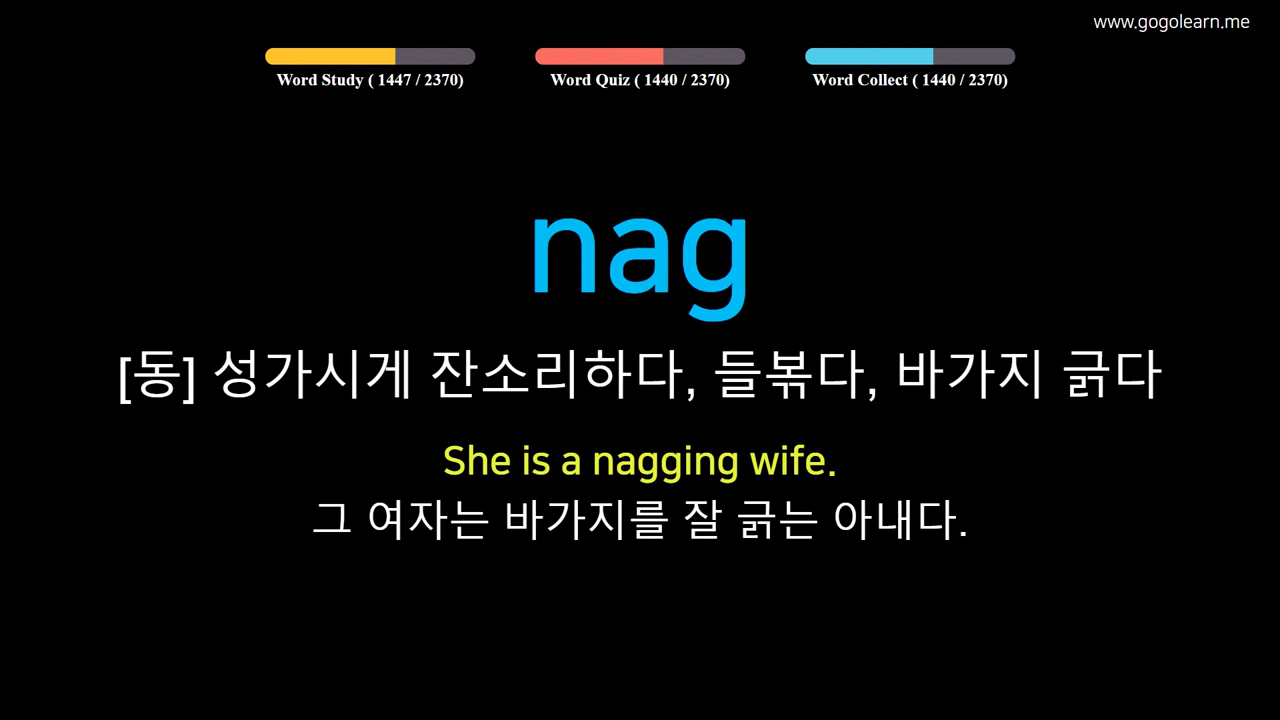 www.gogolearn.me
Word Study ( 1447 / 2370)
Word Quiz ( 1440 / 2370)
Word Collect ( 1440 / 2370)
nag
[동] 성가시게 잔소리하다, 들볶다, 바가지 긁다
She is a nagging wife.
그 여자는 바가지를 잘 긁는 아내다.